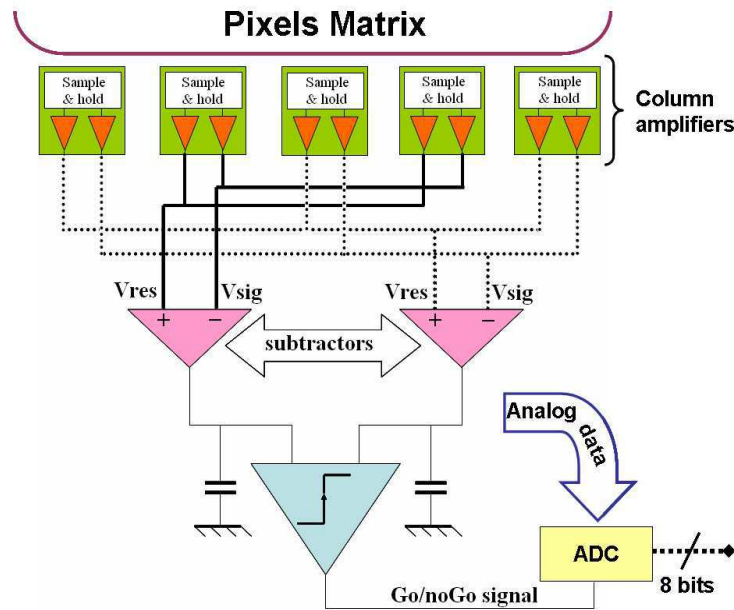 Pixels Matrix
Sample
& hold
Sample
& hold
Sample
& hold
Sample
& hold
Sample
& hold
Column
amplifiers
Vres
Vsig
Vres
Vsig
+
−
+
−
subtractors
Analog
data
ADC
8 bits
Go/noGo signal